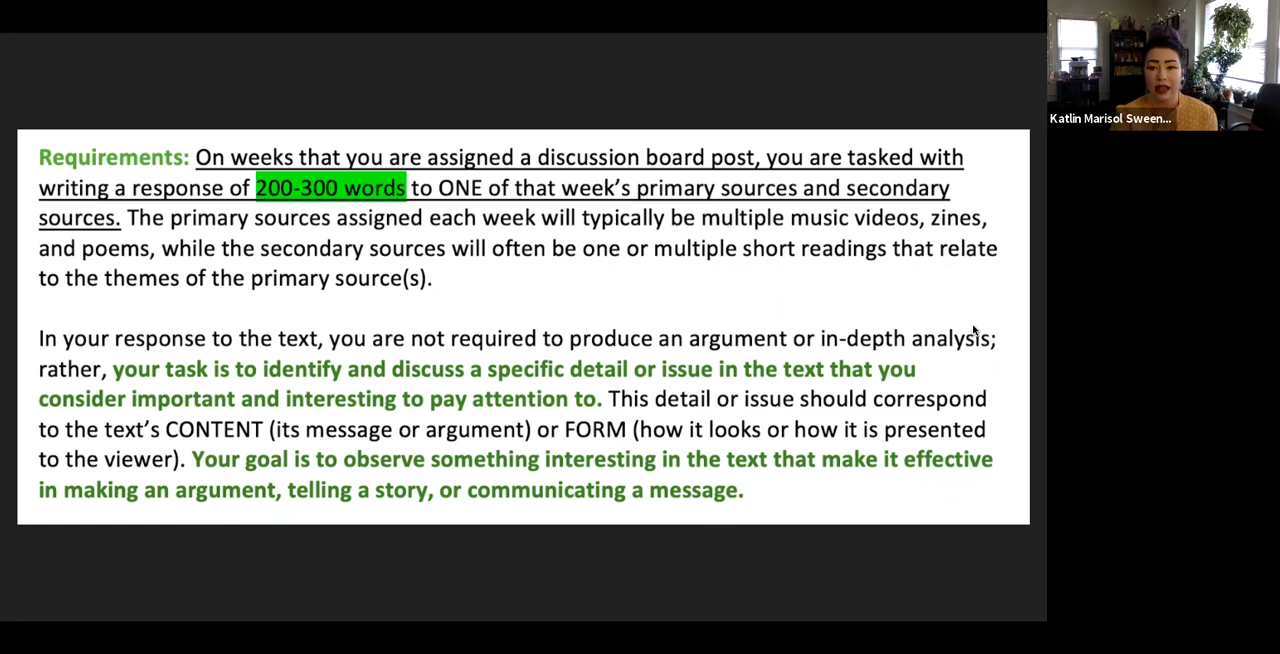 Requirements: On weeks that you are assigned a discussion board post, you are tasked with
writing a response of 200-300 words to ONE of that week's primary sources and secondary
sources. The primary sources assigned each week will typically be multiple music videos, zines,
and poems, while the secondary sources will often be one or multiple short readings that relate
to the themes of the primary source(s).
In your response to the text, you are not required to produce an argument or in-depth analysis;
rather, your task is to identify and discuss a specific detail or issue in the text that you
consider important and interesting to pay attention to. This detail or issue should correspond
to the text's CONTENT (its message or argument) or FORM (how it looks or how it is presented
to the viewer). Your goal is to observe something interesting in the text that make it effective
in making an argument, telling a story, or communicating a message.
Katlin Marisol Sween...